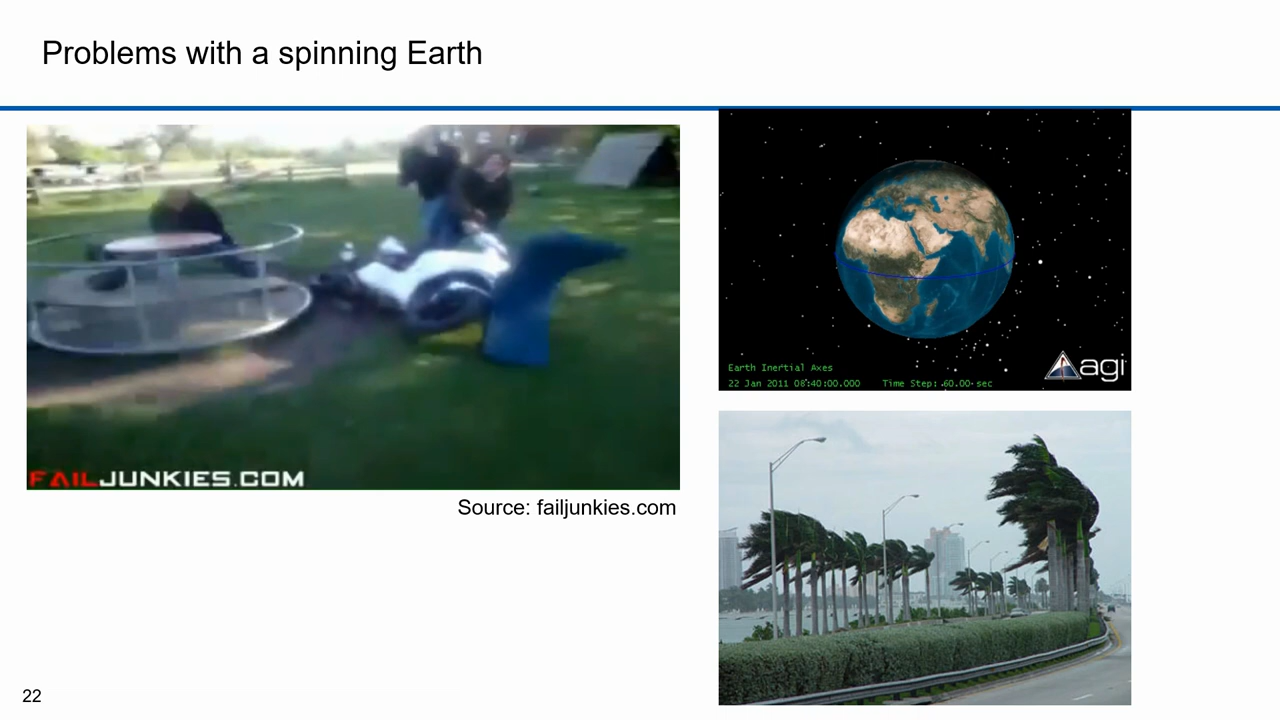 Problems with a spinning Earth
FAILJUNKIES.COM
Source: failjunkies.com
Earth Inertial Axes
22 Jan 2011 08:40:00.000 Time Step: 60.00 sec
agi
22